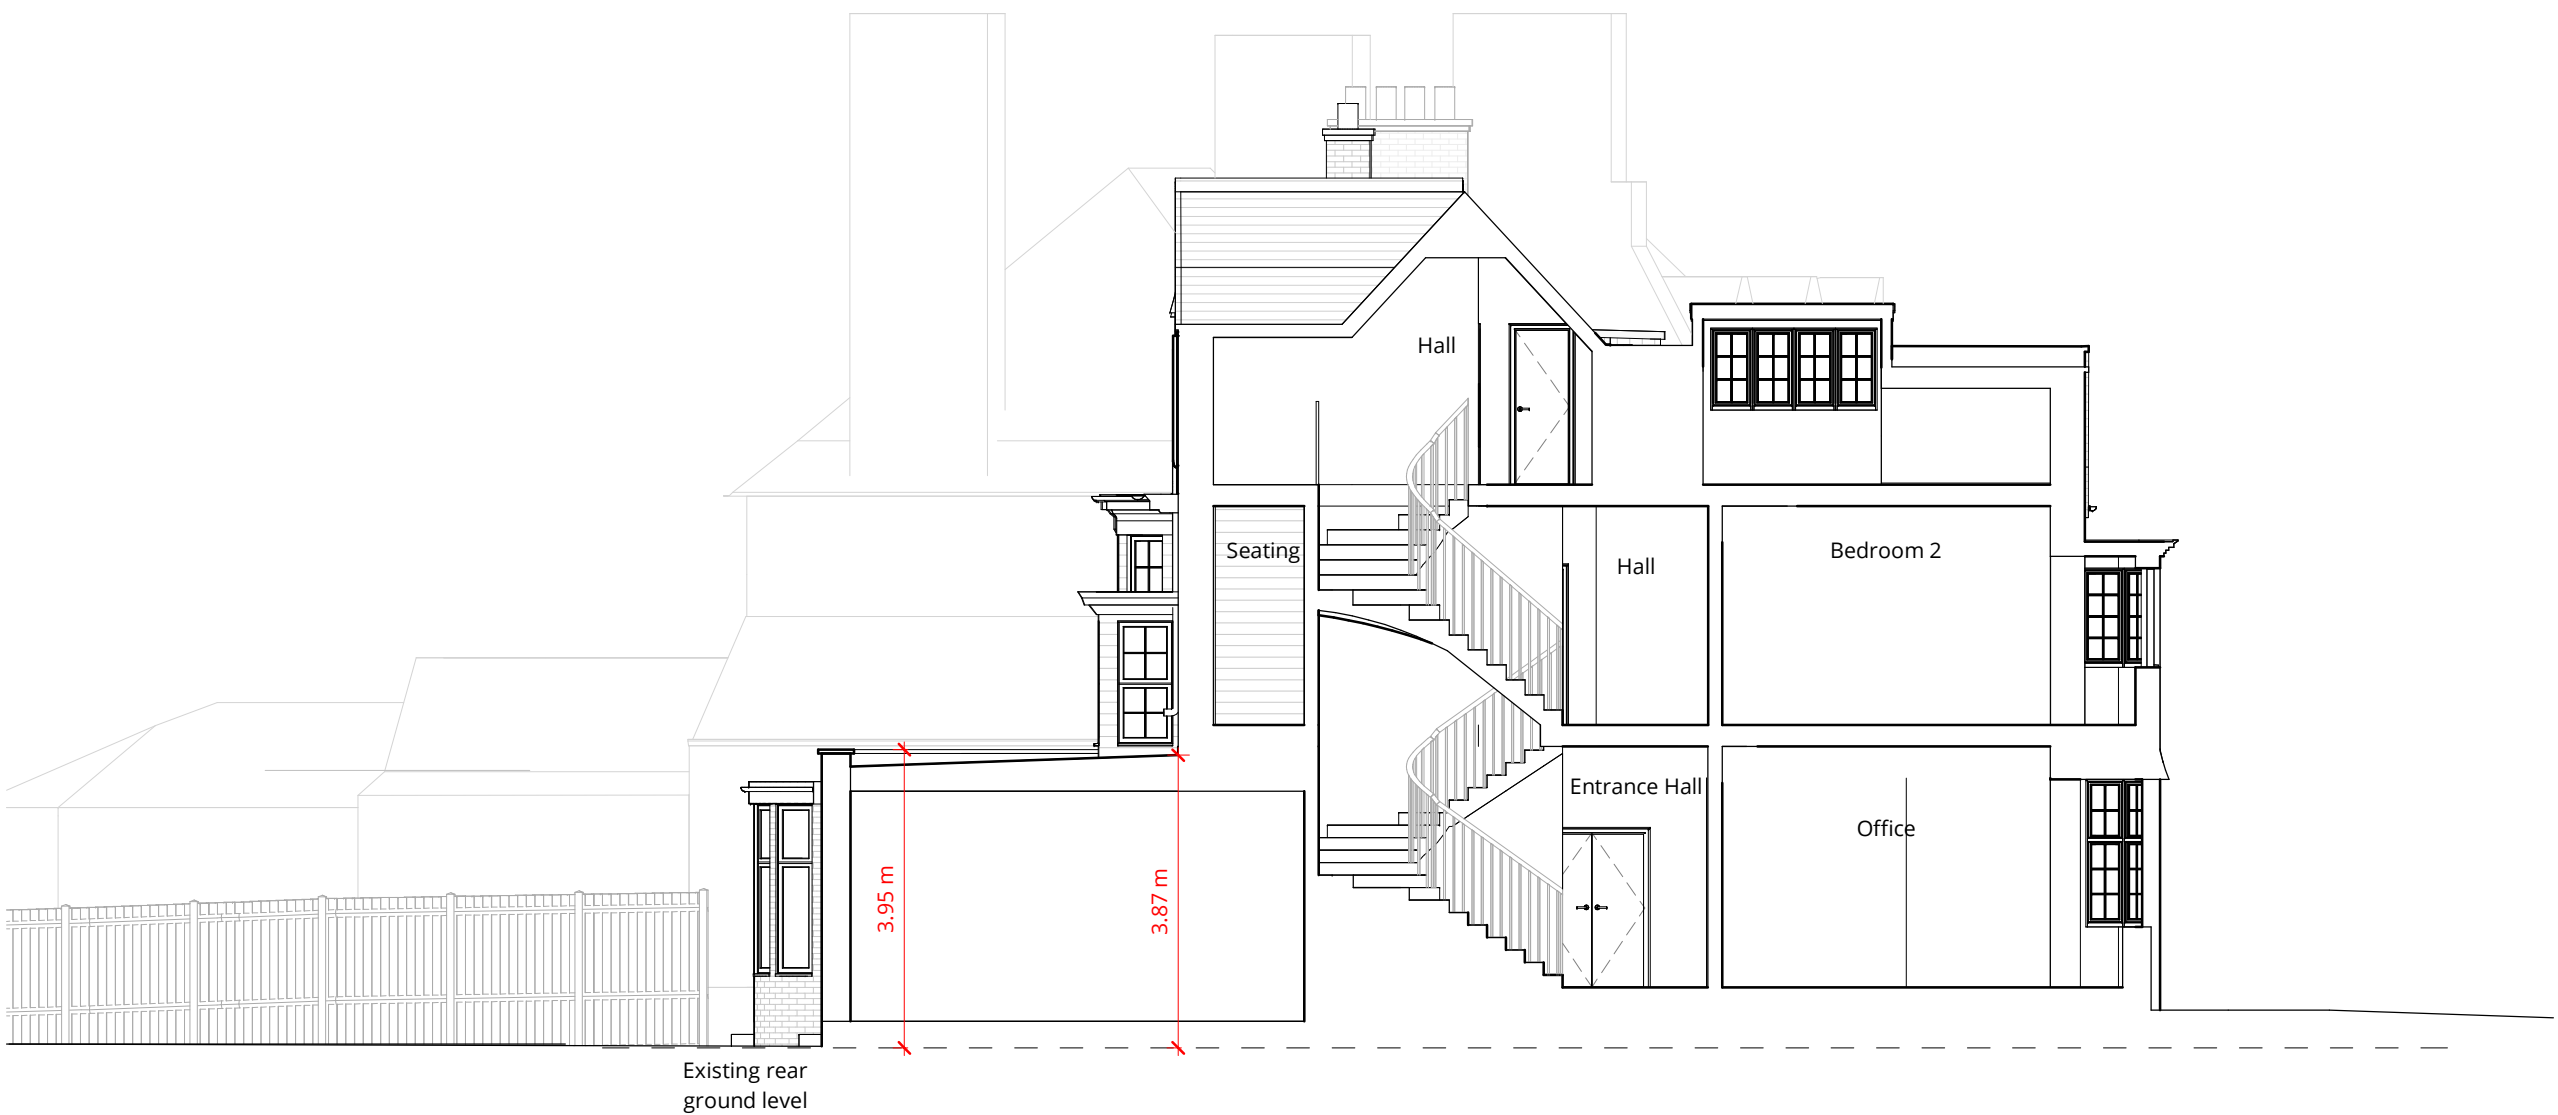 Hall
Seating
Hall
Bedroom 2
Entrance Hall
Office
3.95 m
3.87 m
Existing rear
ground level